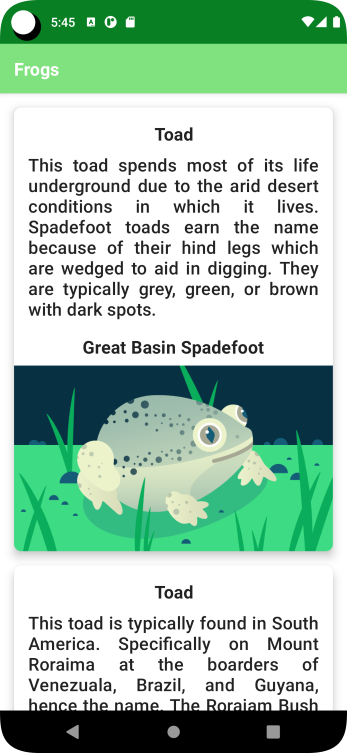 5:45
Frogs
Toad
This toad spends most of its life
underground due to the arid desert
conditions in which it lives.
Spadefoot toads earn the name
because of their hind legs which
are wedged to aid in digging. They
are typically grey, green, or brown
with dark spots.
Great Basin Spadefoot
Toad
This toad is typically found in South
America. Specifically on Mount
Roraima at the boarders of
Venezuala, Brazil, and Guyana,
hence the name. The Roraiam Bush